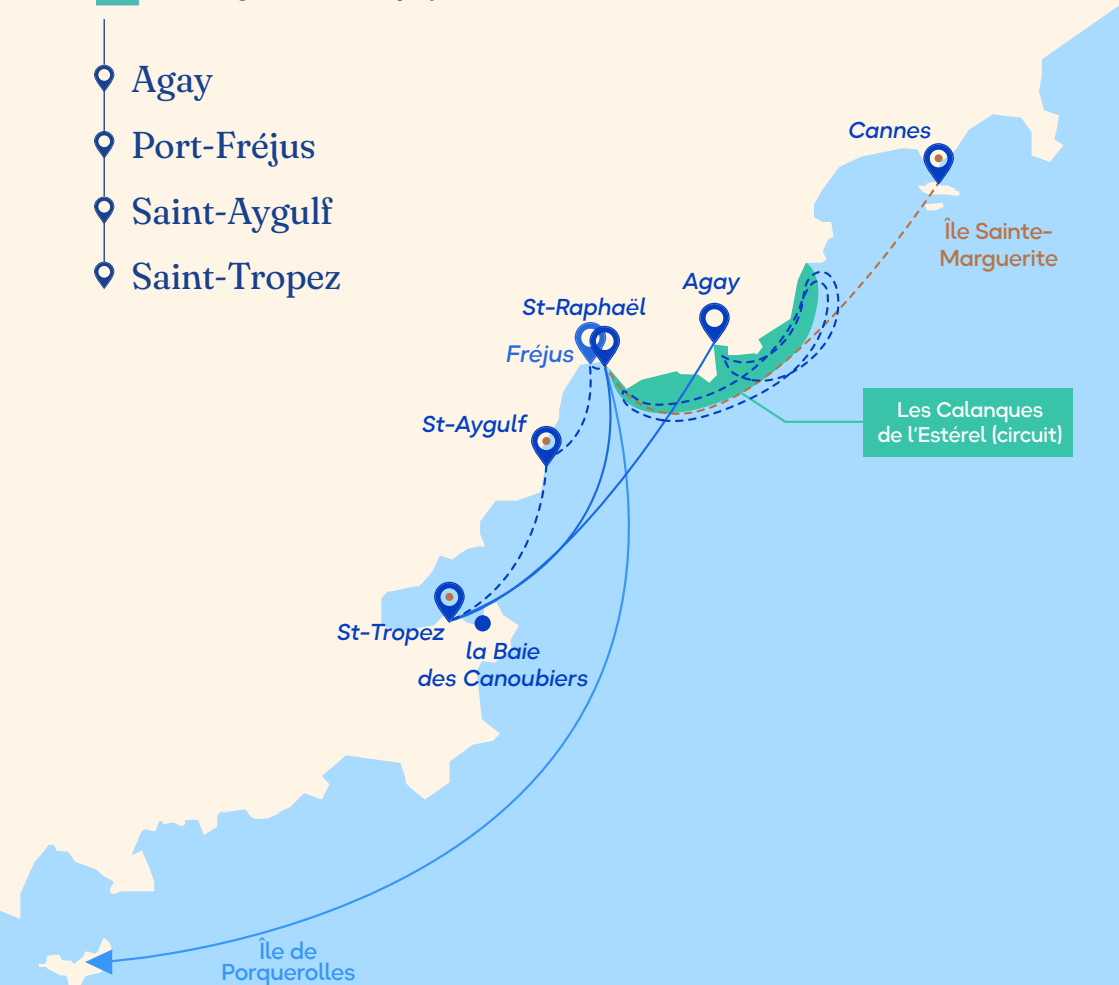 Agay
Port-Fréjus
Saint-Aygulf
Saint-Tropez
Cannes
Île Sainte-
Marguerite
Agay
St-Raphaël
Fréjus
St-Aygulf
Les Calanques
de l'Estérel (circuit)
St-Tropez
la Baie
des Canoubiers
Île de
Porquerolles